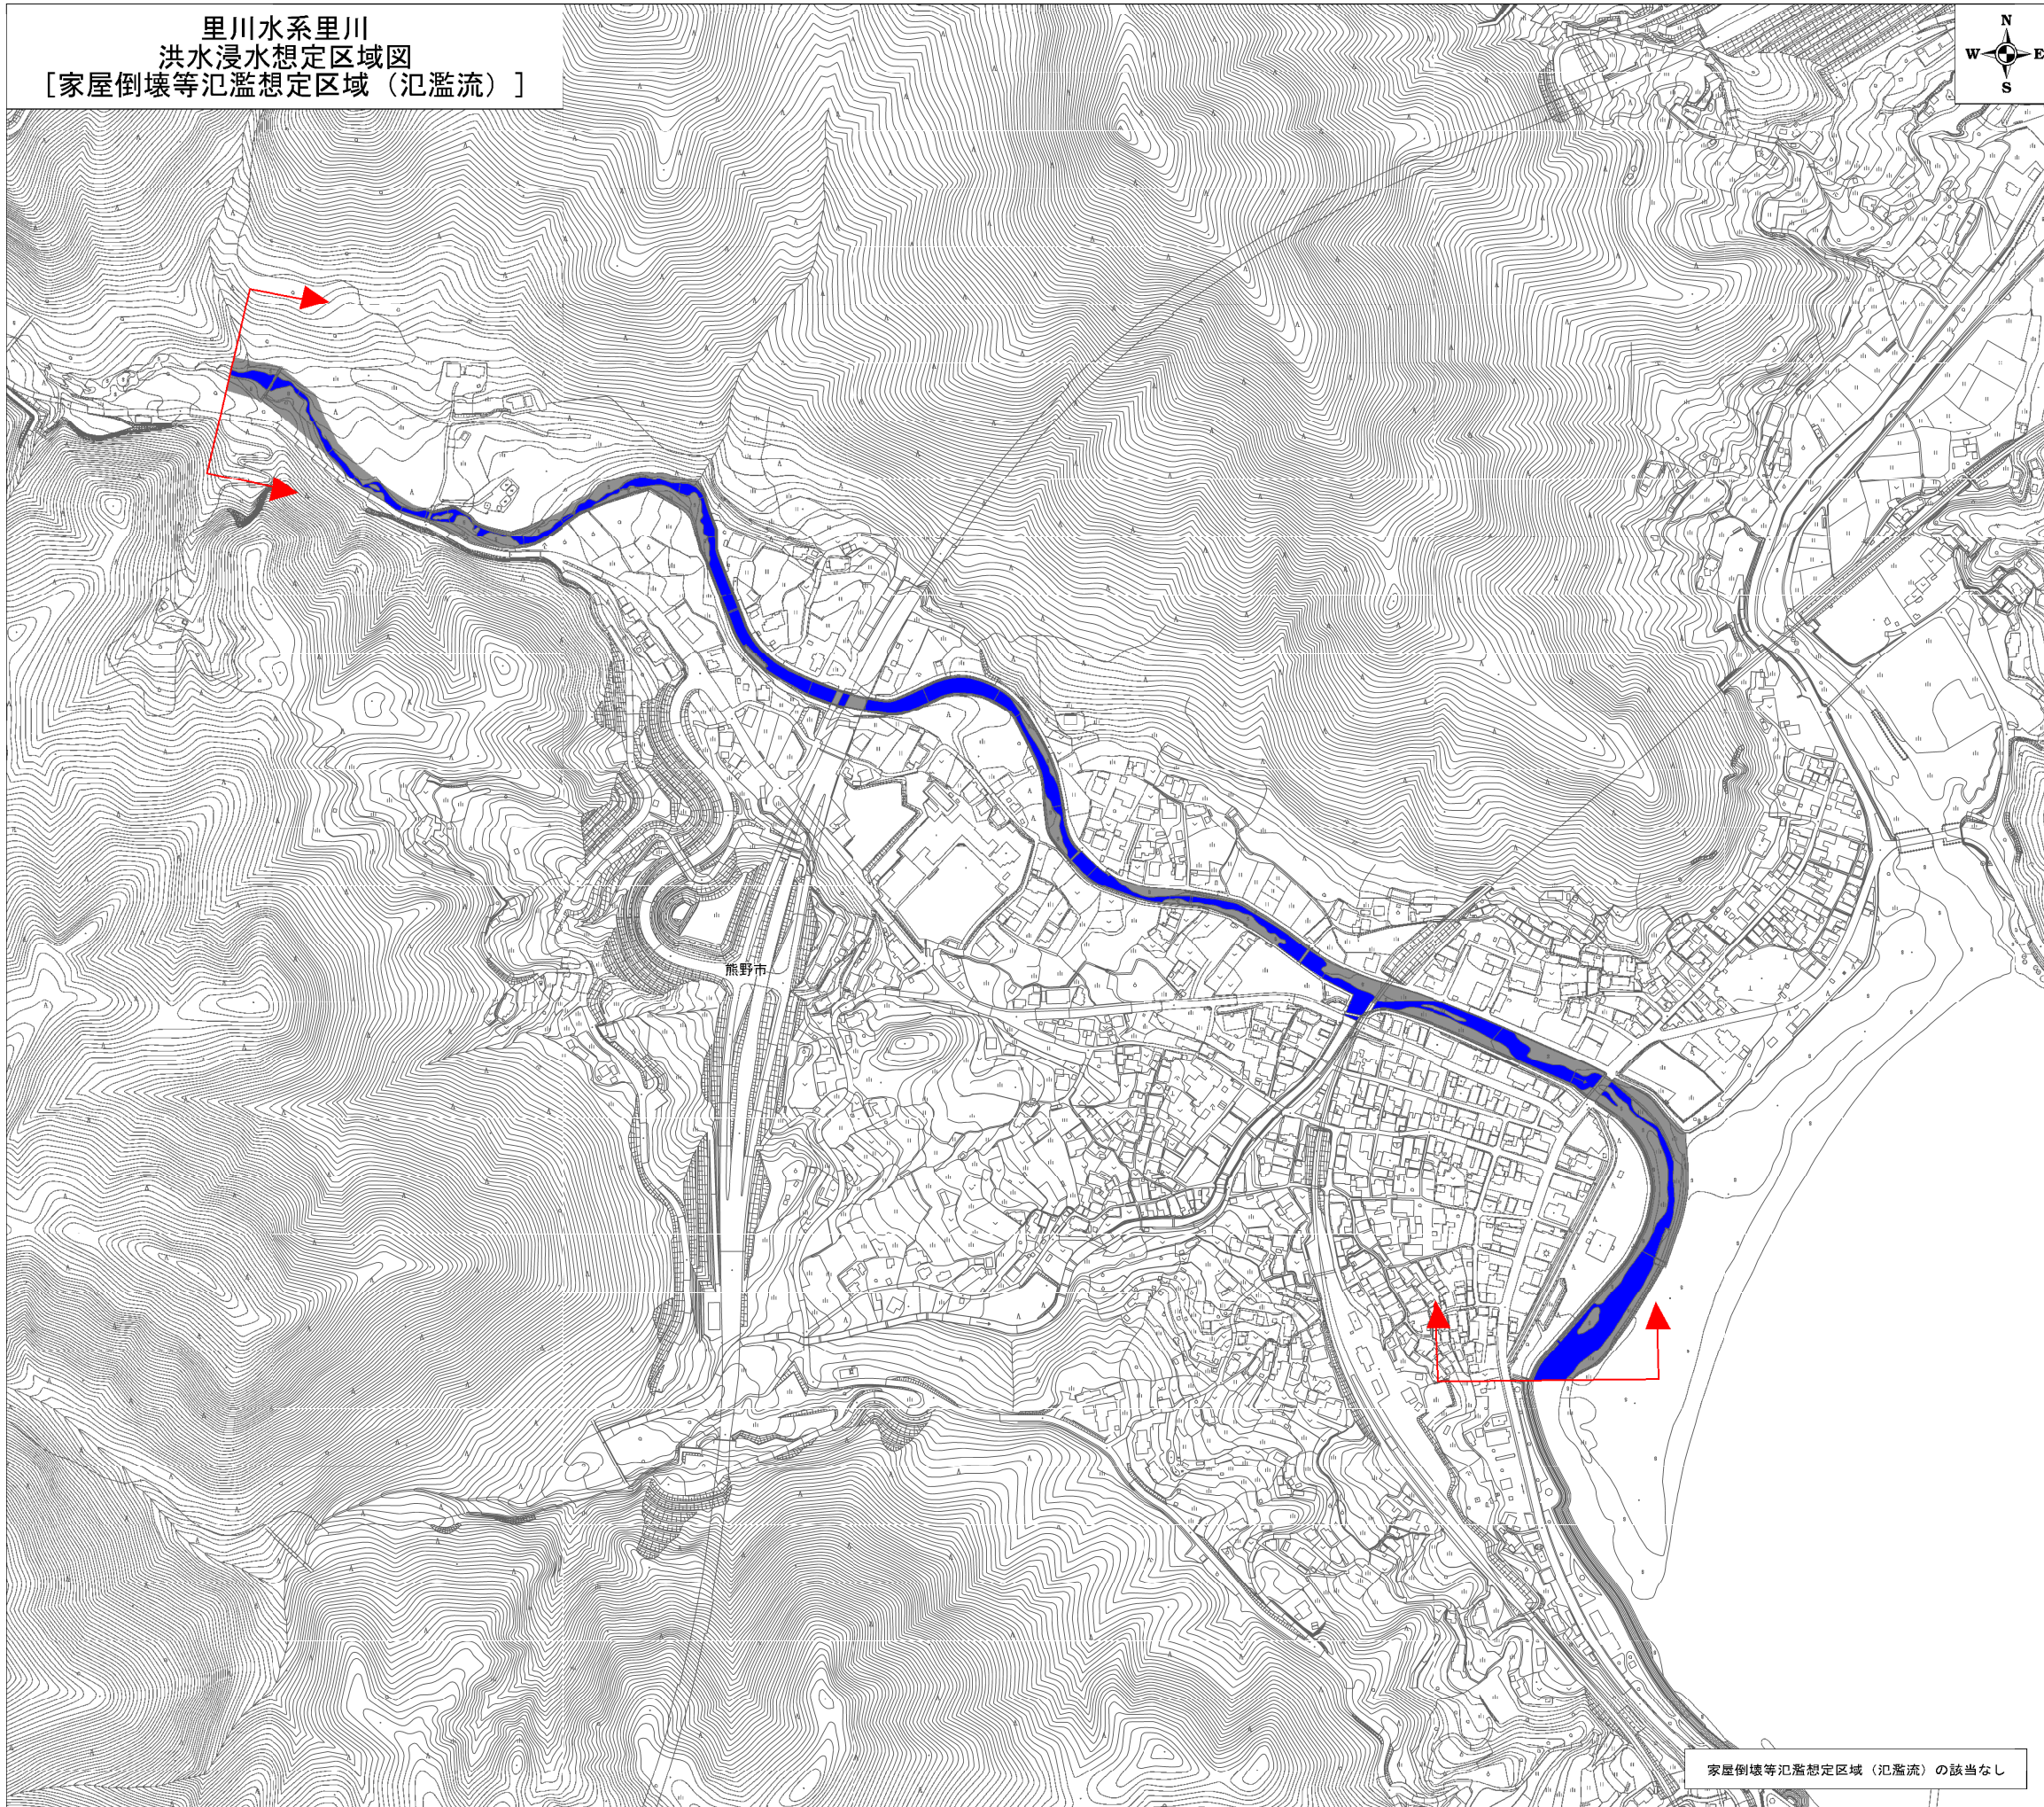 里川水系里川
洪水浸水想定区域図
［家屋倒壊等氾濫想定区域（氾濫流）］
N
W E
S
熊野市
家屋倒壊等氾濫想定区域（氾濫流）の該当なし